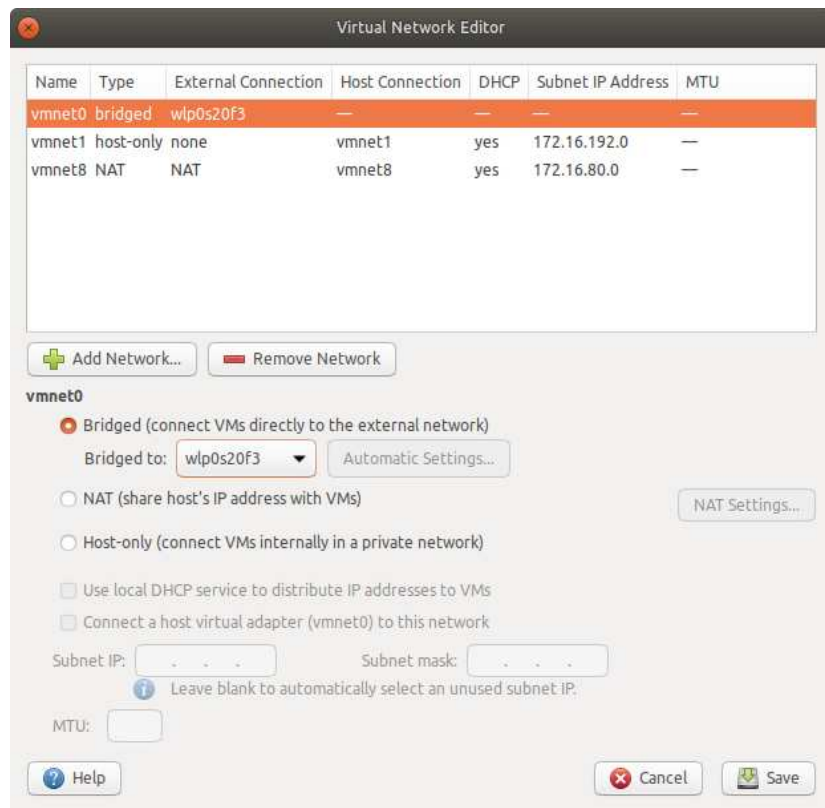 Virtual Network Editor
Name Type External Connection Host Connection DHCP Subnet IP Address MTU
vmnet0 bridged wlp0s20f3 — — — —
vmnet1 host-only none vmnet1 yes 172.16.192.0 —
vmnet8 NAT NAT vmnet8 yes 172.16.80.0 —
Add Network... Remove Network
vmnet0
Bridged (connect VMs directly to the external network)
Bridged to: wlp0s20f3 Automatic Settings...
NAT (share host's IP address with VMs) NAT Settings...
Host-only (connect VMs internally in a private network)
Use local DHCP service to distribute IP addresses to VMs
Connect a host virtual adapter (vmnet0) to this network
Subnet IP: . . . Subnet mask: . . .
Leave blank to automatically select an unused subnet IP.
MTU:
Help Cancel Save